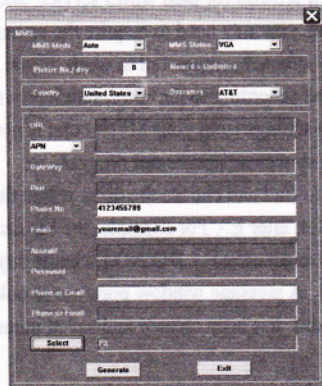 MMS
MMS Mode Auto MMS Status VGA
Picture No./ day 0 Note: 0 = Unlimited
Country United States Operators AT&T
URL
APN
GateWay
Port
Phone No 4123456789
Email youremail@gmail.com
Account
Password
Phone or Email
Phone or Email
Select
Generate Exit